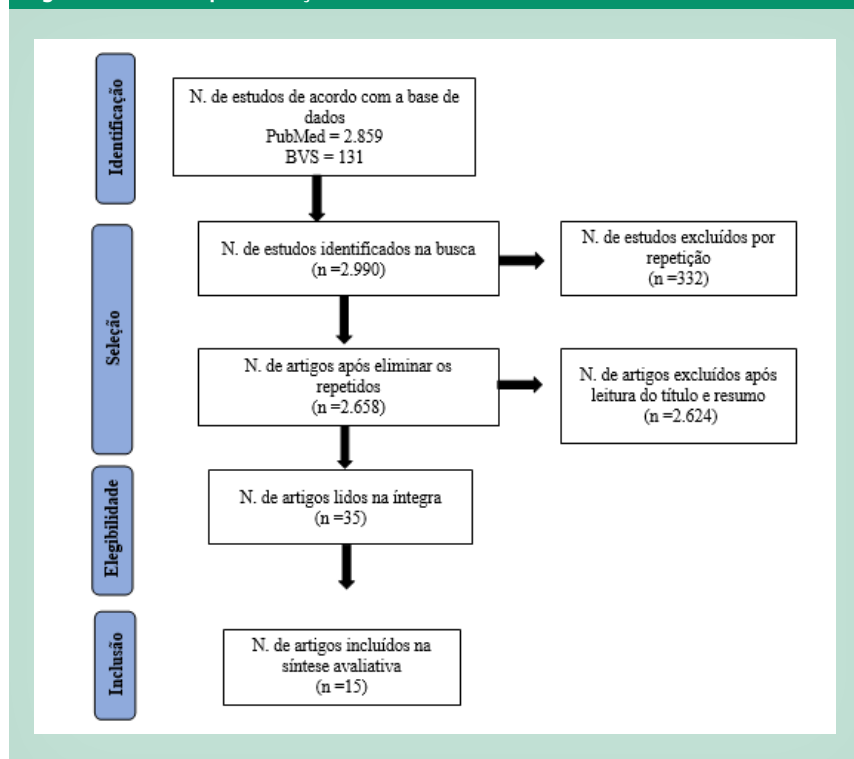 Identificação
N. de estudos de acordo com a base de
dados
PubMed = 2.859
BVS = 131
Seleção
N. de estudos identificados na busca
(n =2.990)
N. de estudos excluídos por
repetição
(n =332)
N. de artigos após eliminar os
repetidos
(n =2.658)
N. de artigos excluídos após
leitura do título e resumo
(n =2.624)
Elegibilidade
N. de artigos lidos na íntegra
(n =35)
Inclusão
N. de artigos incluídos na
síntese avaliativa
(n =15)